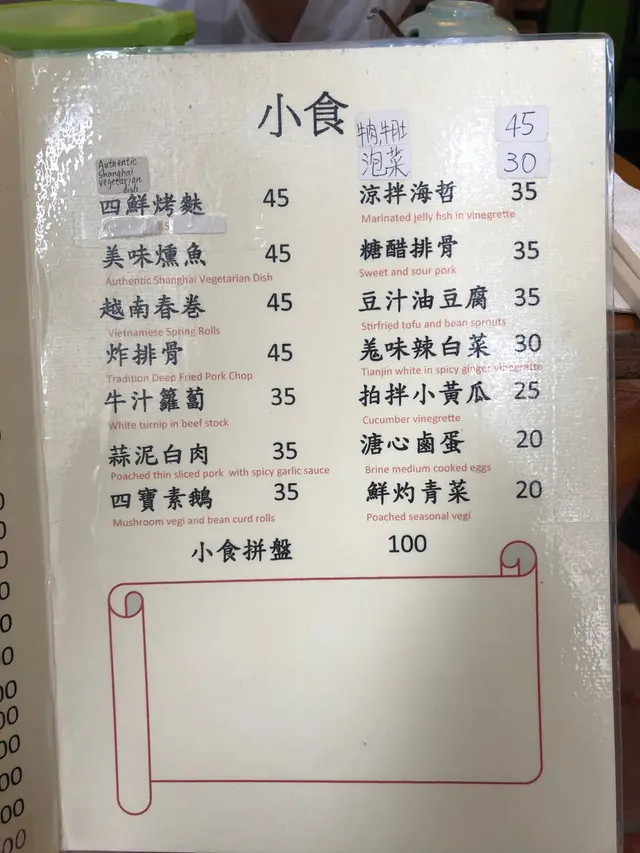 小食
牛肉,牛肚 45
泡菜 30
Authentic
Shanghai
vegetarian
dish
四鮮烤麩 45
美味燻魚 45
Authentic Shanghai Vegetarian Dish
越南春卷 45
Vietnamese Spring Rolls
炸排骨 45
Tradition Deep Fried Pork Chop
牛汁籮蔔 35
White turnip in beef stock
蒜泥白肉 35
Poached thin sliced pork with spicy garlic sauce
四寶素鵝 35
Mushroom vegi and bean curd rolls
涼拌海哲 35
Marinated jelly fish in vinegrette
糖醋排骨 35
Sweet and sour pork
豆汁油豆腐 35
Stirfried tofu and bean sprouts
羗味辣白菜 30
Tianjin white in spicy ginger vinegrette
拍拌小黃瓜 25
Cucumber vinegrette
溏心鹵蛋 20
Brine medium cooked eggs
鮮灼青菜 20
Poached seasonal vegi
小食拼盤 100